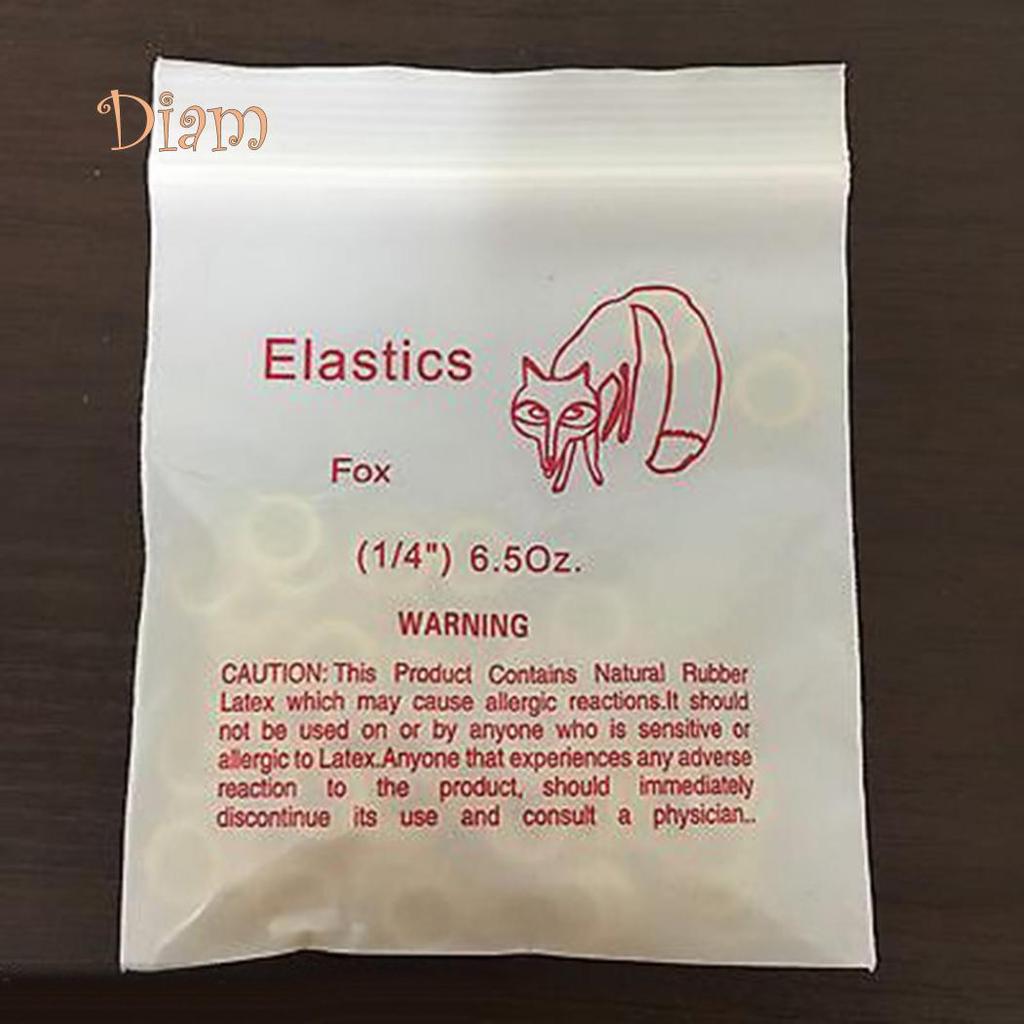 Diam
Elastics
Fox
(1/4") 6.5Oz.
WARNING
CAUTION: This Product Contains Natural Rubber
Latex which may cause allergic reactions.It should
not be used on or by anyone who is sensitive or
allergic to Latex.Anyone that experiences any adverse
reaction to the product, should immediately
discontinue its use and consult a physician..